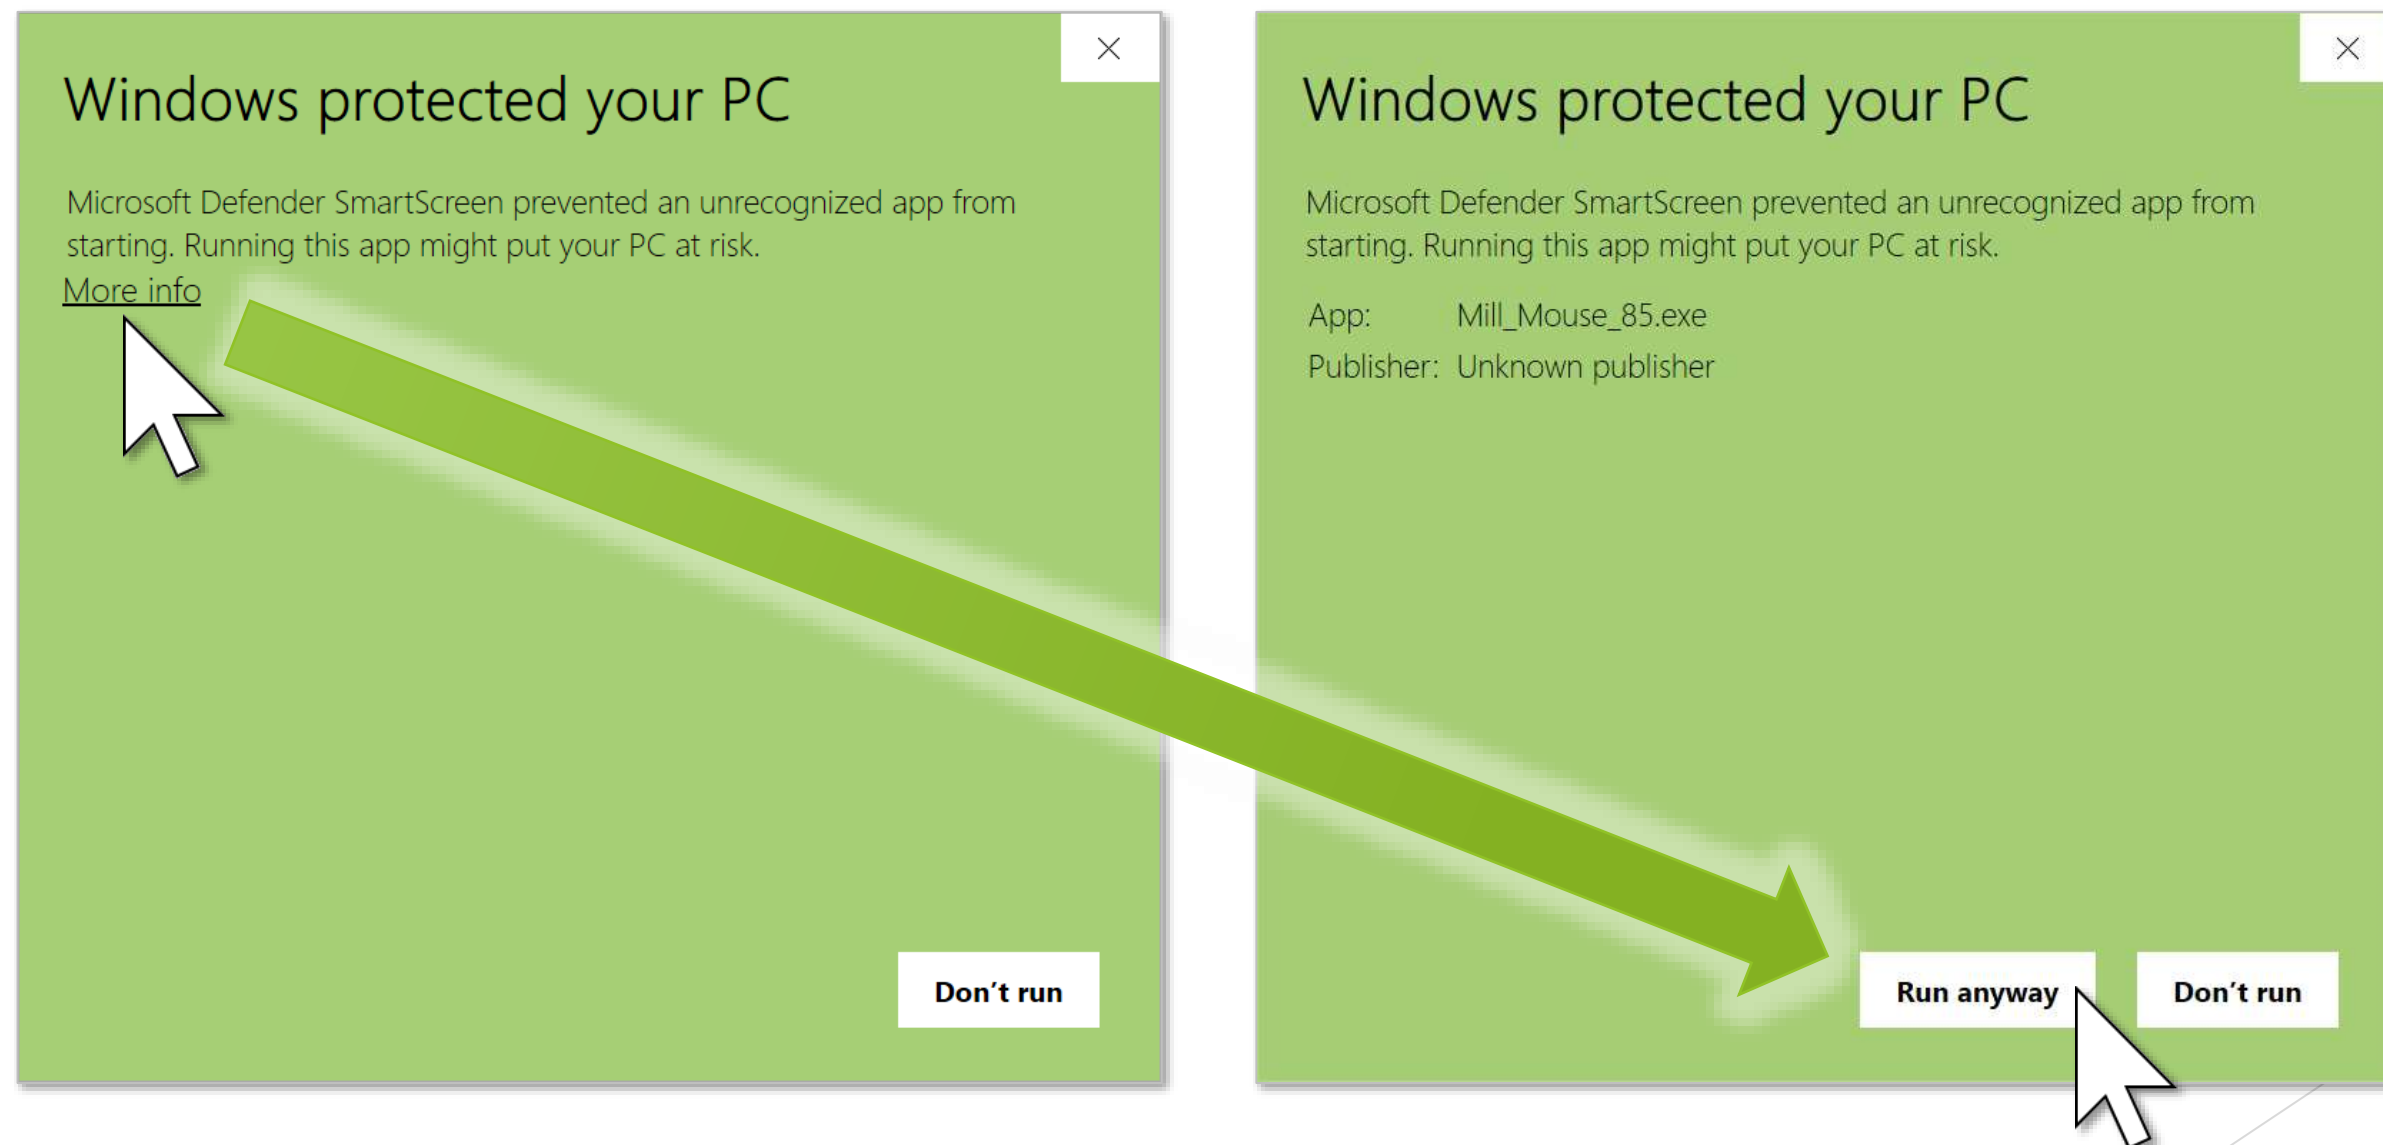 Windows protected your PC
Microsoft Defender SmartScreen prevented an unrecognized app from
starting. Running this app might put your PC at risk.
More info
Don't run
Windows protected your PC
Microsoft Defender SmartScreen prevented an unrecognized app from
starting. Running this app might put your PC at risk.
App: Mill_Mouse_85.exe
Publisher: Unknown publisher
Run anyway Don't run